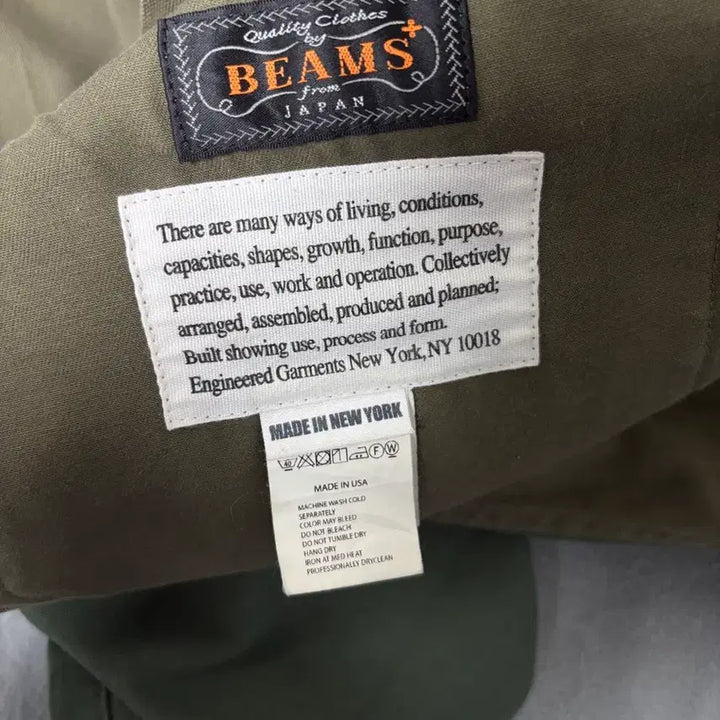 Quality Clothes
by
BEAMS+
from
JAPAN
There are many ways of living, conditions,
capacities, shapes, growth, function, purpose,
practice, use, work and operation. Collectively
arranged, assembled, produced and planned;
Built showing use, process and form.
Engineered Garments New York, NY 10018
MADE IN NEW YORK
40 F W
MADE IN USA
MACHINE WASH COLD
SEPARATELY
COLOR MAY BLEED
DO NOT BLEACH
DO NOT TUMBLE DRY
HANG DRY
IRON AT MED HEAT
PROFESSIONALLY DRYCLEAN